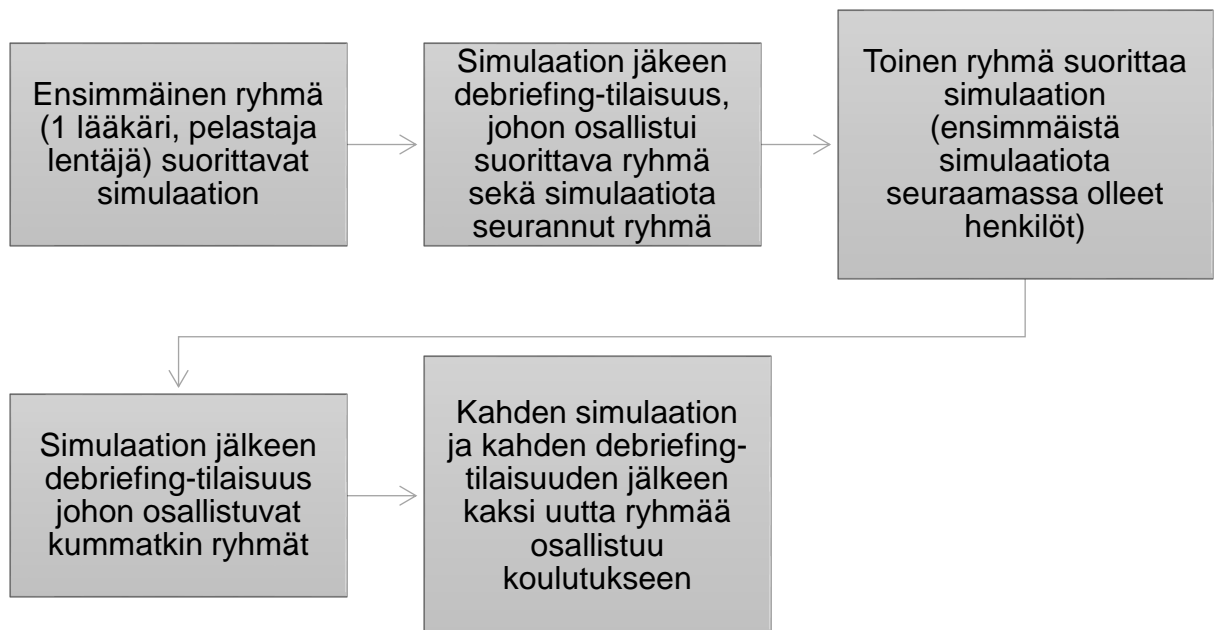 Ensimmäinen ryhmä
(1 lääkäri, pelastaja
lentäjä) suorittavat
simulaation
Simulaation jäkeen
debriefing-tilaisuus,
johon osallistui
suorittava ryhmä
sekä simulaatiota
seurannut ryhmä
Toinen ryhmä suorittaa
simulaation
(ensimmäistä
simulaatiota
seuraamassa olleet
henkilöt)
Simulaation jälkeen
debriefing-tilaisuus
johon osallistuvat
kummatkin ryhmät
Kahden simulaation
ja kahden debriefing-
tilaisuuden jälkeen
kaksi uutta ryhmää
osallistuu
koulutukseen